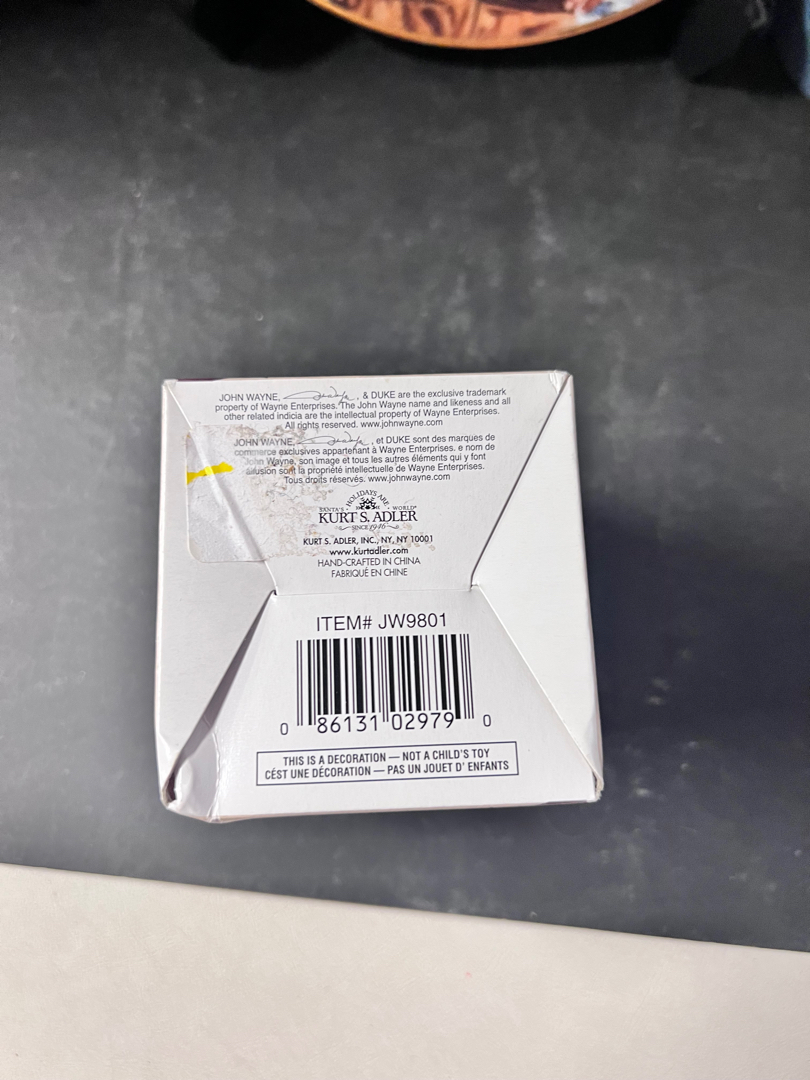 JOHN WAYNE, , & DUKE are the exclusive trademark
property of Wayne Enterprises. The John Wayne name and likeness and all
other related indicia are the intellectual property of Wayne Enterprises.
All rights reserved. www.johnwayne.com
JOHN WAYNE, , et DUKE sont des marques de
commerce exclusives appartenant à Wayne Enterprises. e nom de
John Wayne, son image et tous les autres éléments qui y font
allusion sont la propriété intellectuelle de Wayne Enterprises.
Tous droits réservés. www.johnwayne.com
HOLIDAYS ARE
SANTA'S WORLD®
KURT S. ADLER
SINCE 1946
KURT S. ADLER, INC., NY, NY 10001
www.kurtadler.com
HAND-CRAFTED IN CHINA
FABRIQUÉ EN CHINE
ITEM# JW9801
0 86131 02979 0
THIS IS A DECORATION — NOT A CHILD'S TOY
CÉST UNE DÉCORATION — PAS UN JOUET D' ENFANTS